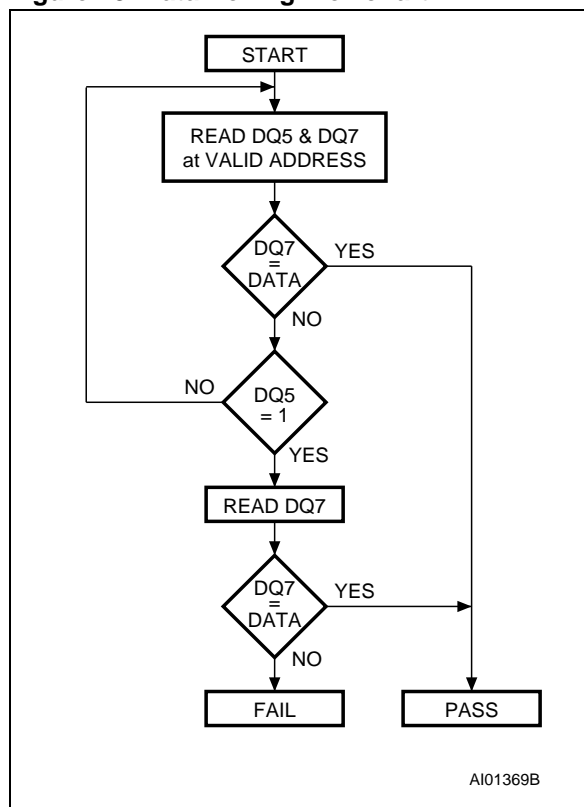 START
READ DQ5 & DQ7
at VALID ADDRESS
DQ7
=
DATA
YES
NO
NO
DQ5
= 1
YES
READ DQ7
DQ7
=
DATA
YES
NO
FAIL
PASS
AI01369B